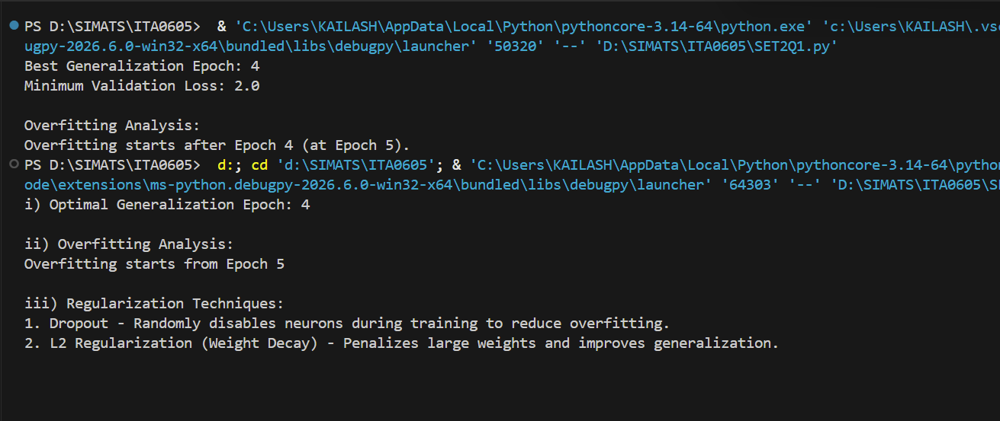 PS D:\SIMATS\ITA0605>  & 'C:\Users\KAILASH\AppData\Local\Python\pythoncore-3.14-64\python.exe' 'c:\Users\KAILASH\.vs
ugpy-2026.6.0-win32-x64\bundled\libs\debugpy\launcher' '50320' '--' 'D:\SIMATS\ITA0605\SET2Q1.py'
Best Generalization Epoch: 4
Minimum Validation Loss: 2.0
Overfitting Analysis:
Overfitting starts after Epoch 4 (at Epoch 5).
PS D:\SIMATS\ITA0605>  d:; cd 'd:\SIMATS\ITA0605'; & 'C:\Users\KAILASH\AppData\Local\Python\pythoncore-3.14-64\python
ode\extensions\ms-python.debugpy-2026.6.0-win32-x64\bundled\libs\debugpy\launcher' '64303' '--' 'D:\SIMATS\ITA0605\S
i) Optimal Generalization Epoch: 4
ii) Overfitting Analysis:
Overfitting starts from Epoch 5
iii) Regularization Techniques:
1. Dropout - Randomly disables neurons during training to reduce overfitting.
2. L2 Regularization (Weight Decay) - Penalizes large weights and improves generalization.